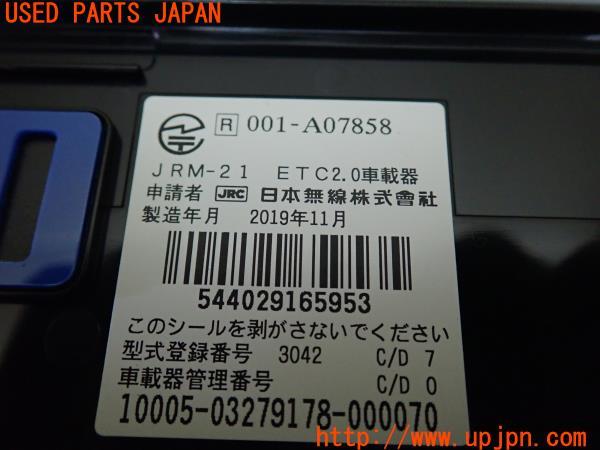 USED PARTS JAPAN
R 001-A07858
JRM-21 ETC2.0車載器
申請者 JRC 日本無線株式會社
製造年月 2019年11月
544029165953
このシールを剥がさないでください
型式登録番号 3042 C/D 7
車載器管理番号 C/D 0
10005-03279178-000070
http://www.upjpn.com/